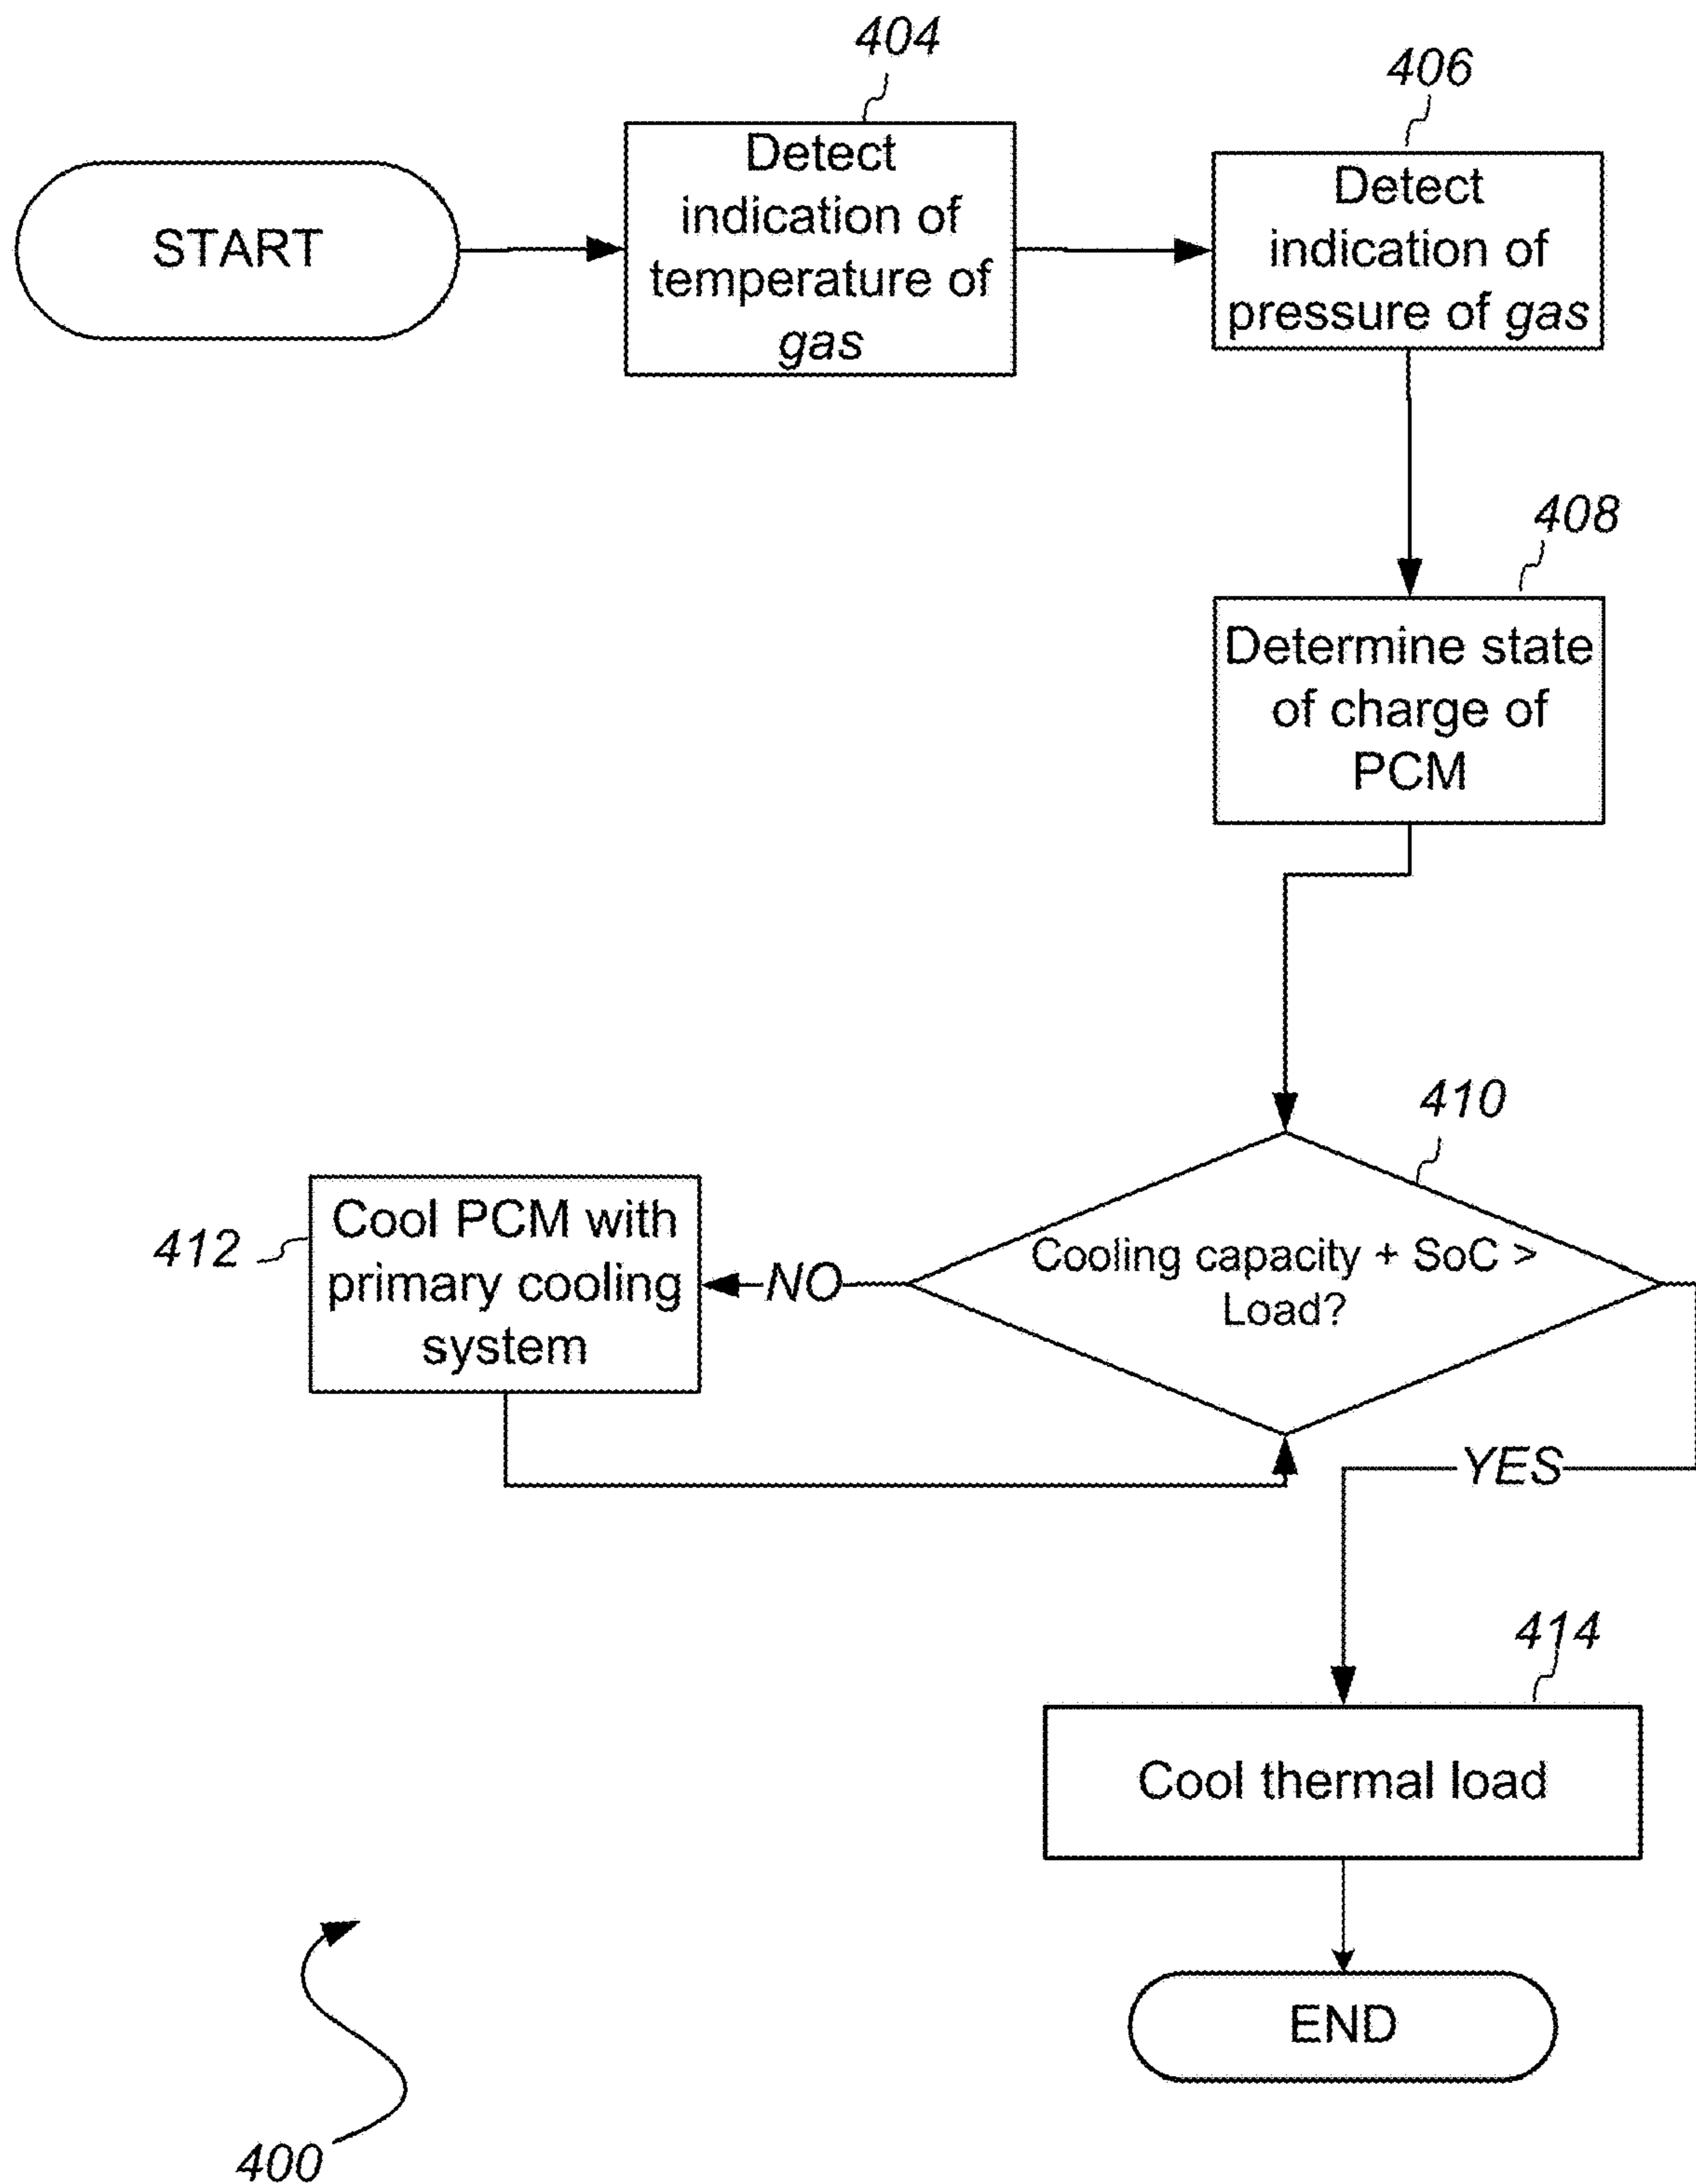 404
406
START
Detect
indication of
temperature of
gas
Detect
indication of
pressure of gas
408
Determine state
of charge of
PCM
410
412
Cool PCM with
primary cooling
system
NO
Cooling capacity + SoC >
Load?
YES
414
Cool thermal load
END
400